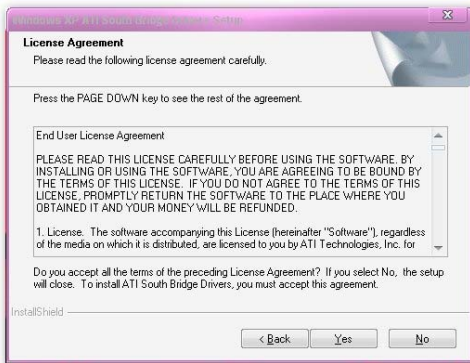 Windows XP ATI South Bridge Drivers Setup
License Agreement
Please read the following license agreement carefully.
Press the PAGE DOWN key to see the rest of the agreement.
End User License Agreement
PLEASE READ THIS LICENSE CAREFULLY BEFORE USING THE SOFTWARE. BY
INSTALLING OR USING THE SOFTWARE, YOU ARE AGREEING TO BE BOUND BY
THE TERMS OF THIS LICENSE. IF YOU DO NOT AGREE TO THE TERMS OF THIS
LICENSE, PROMPTLY RETURN THE SOFTWARE TO THE PLACE WHERE YOU
OBTAINED IT AND YOUR MONEY WILL BE REFUNDED.
1. License. The software accompanying this License (hereinafter "Software"), regardless
of the media on which it is distributed, are licensed to you by ATI Technologies, Inc. for
Do you accept all the terms of the preceding License Agreement? If you select No, the setup
will close. To install ATI South Bridge Drivers, you must accept this agreement.
InstallShield
< Back Yes No